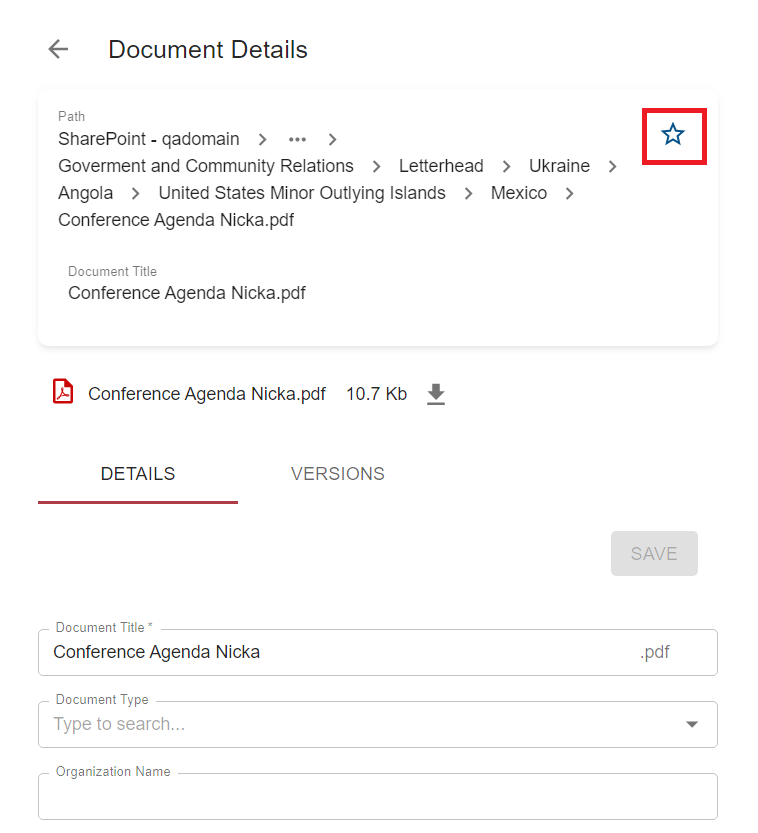 Document Details
Path
SharePoint - qadomain > ••• >
Goverment and Community Relations > Letterhead > Ukraine >
Angola > United States Minor Outlying Islands > Mexico >
Conference Agenda Nicka.pdf
Document Title
Conference Agenda Nicka.pdf
Conference Agenda Nicka.pdf 10.7 Kb
DETAILS VERSIONS
SAVE
Document Title *
Conference Agenda Nicka .pdf
Document Type
Type to search...
Organization Name